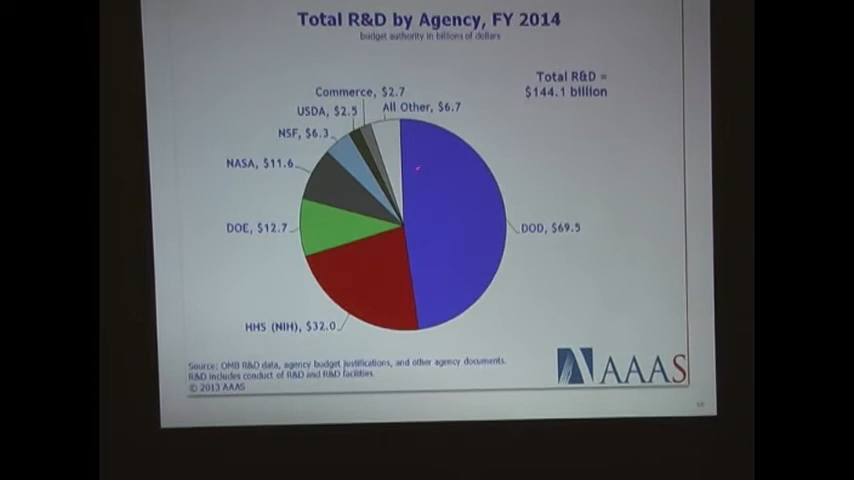 Total R&D by Agency, FY 2014
budget authority in billions of dollars
Total R&D =
$144.1 billion
Commerce, $2.7
All Other, $6.7
USDA, $2.5
NSF, $6.3
NASA, $11.6
DOE, $12.7
DOD, $69.5
HHS (NIH), $32.0
Source: OMB R&D data, agency budget justifications, and other agency documents.
R&D includes conduct of R&D and R&D facilities.
© 2013 AAAS
AAAS